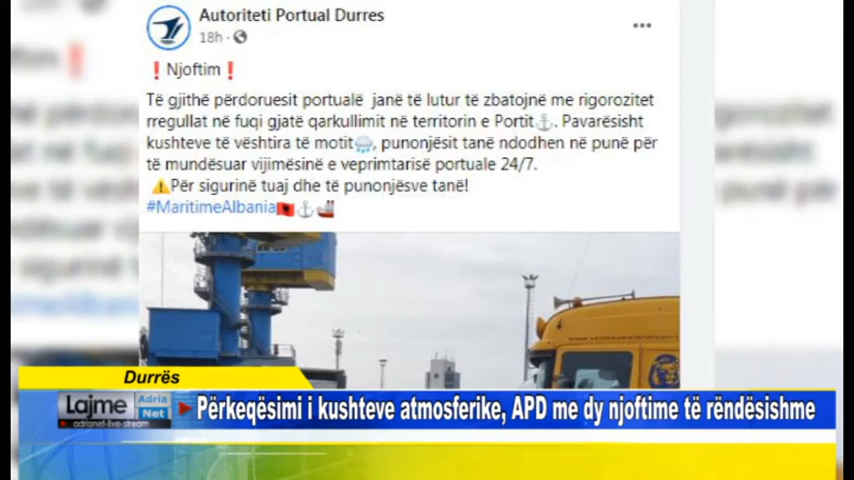 Autoriteti Portual Durres
18h
❗Njoftim❗
Të gjithë përdoruesit portualë janë të lutur të zbatojnë me rigorozitet
rregullat në fuqi gjatë qarkullimit në territorin e Portit⚓. Pavarësisht
kushteve të vështira të motit🌧️, punonjësit tanë ndodhen në punë për
të mundësuar vijimësinë e veprimtarisë portuale 24/7.
⚠️Për sigurinë tuaj dhe të punonjësve tanë!
#MaritimeAlbania🇦🇱⚓🚢
Durrës
Lajme
Adria
Net
adrianet-live-stream
Përkeqësimi i kushteve atmosferike, APD me dy njoftime të rëndësishme